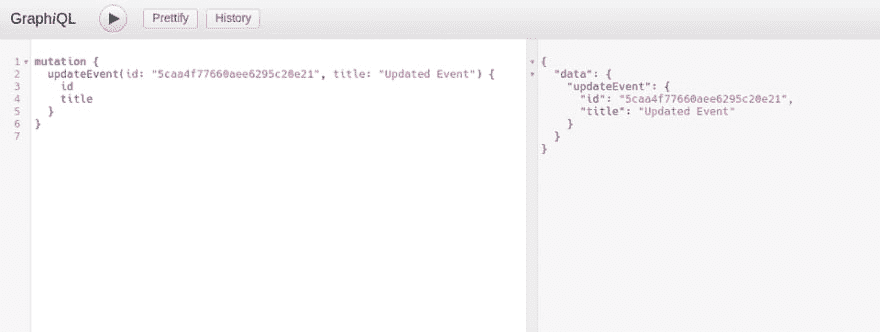 GraphiQL
Prettify
History
1 mutation {
2 updateEvent(id: "5caa4f77660aee6295c20e21", title: "Updated Event") {
3 id
4 title
5 }
6 }
7
{
"data": {
"updateEvent": {
"id": "5caa4f77660aee6295c20e21",
"title": "Updated Event"
}
}
}